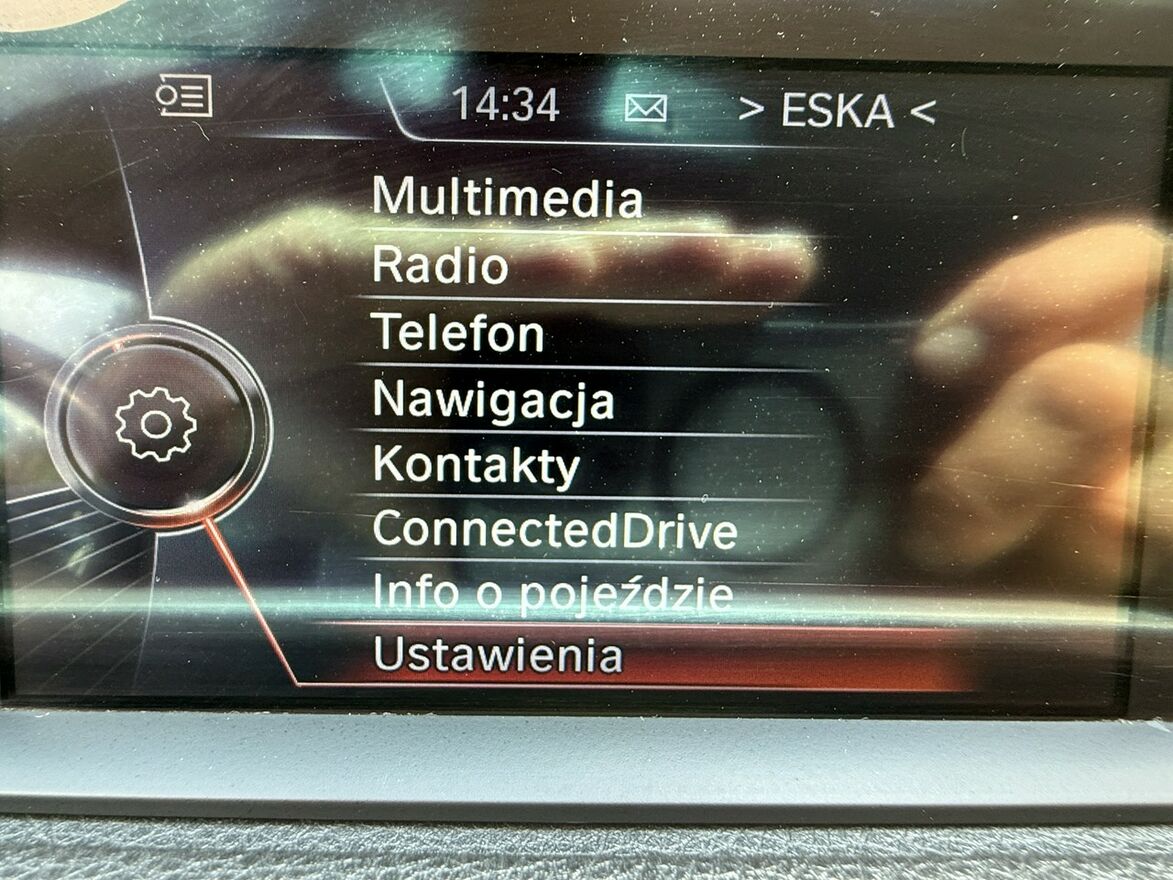 14:34 > ESKA <
Multimedia
Radio
Telefon
Nawigacja
Kontakty
ConnectedDrive
Info o pojeździe
Ustawienia